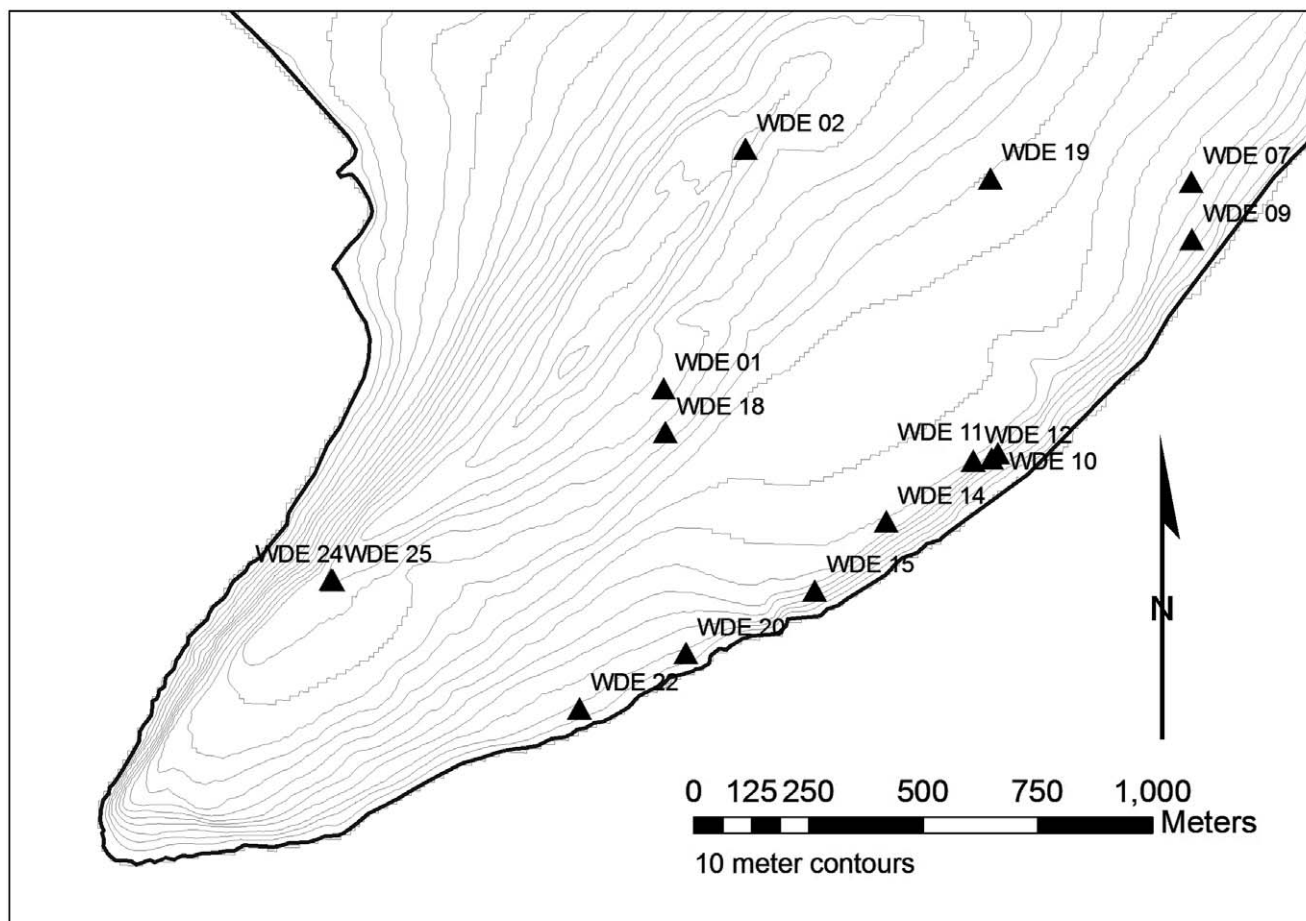 WDE 02
WDE 19
WDE 07
WDE 09
WDE 01
WDE 18
WDE 11
WDE 12
WDE 10
WDE 14
WDE 24
WDE 25
WDE 15
N
WDE 20
WDE 22
0 125 250 500 750 1,000
Meters
10 meter contours